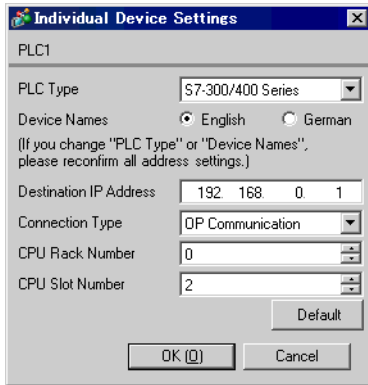 Individual Device Settings
PLC1
PLC Type S7-300/400 Series
Device Names English German
(If you change "PLC Type" or "Device Names",
please reconfirm all address settings.)
Destination IP Address 192. 168. 0. 1
Connection Type OP Communication
CPU Rack Number 0
CPU Slot Number 2
Default
OK (O) Cancel